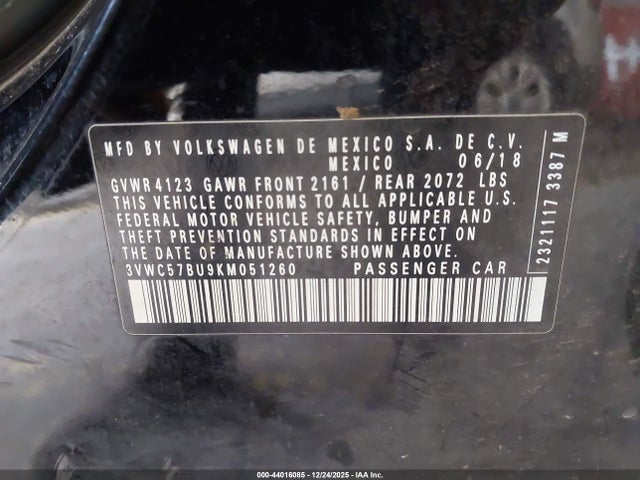 MFD BY VOLKSWAGEN DE MEXICO S.A. DE C.V.
MEXICO 06/18
GVWR 4123 GAWR FRONT 2161 / REAR 2072 LBS
THIS VEHICLE CONFORMS TO ALL APPLICABLE U.S.
FEDERAL MOTOR VEHICLE SAFETY, BUMPER AND
THEFT PREVENTION STANDARDS IN EFFECT ON
THE DATE OF MANUFACTURE SHOWN ABOVE.
3VWC57BU9KM051260 PASSENGER CAR
2321117 3387 M
000-44016085 - 12/24/2025 - IAA Inc.